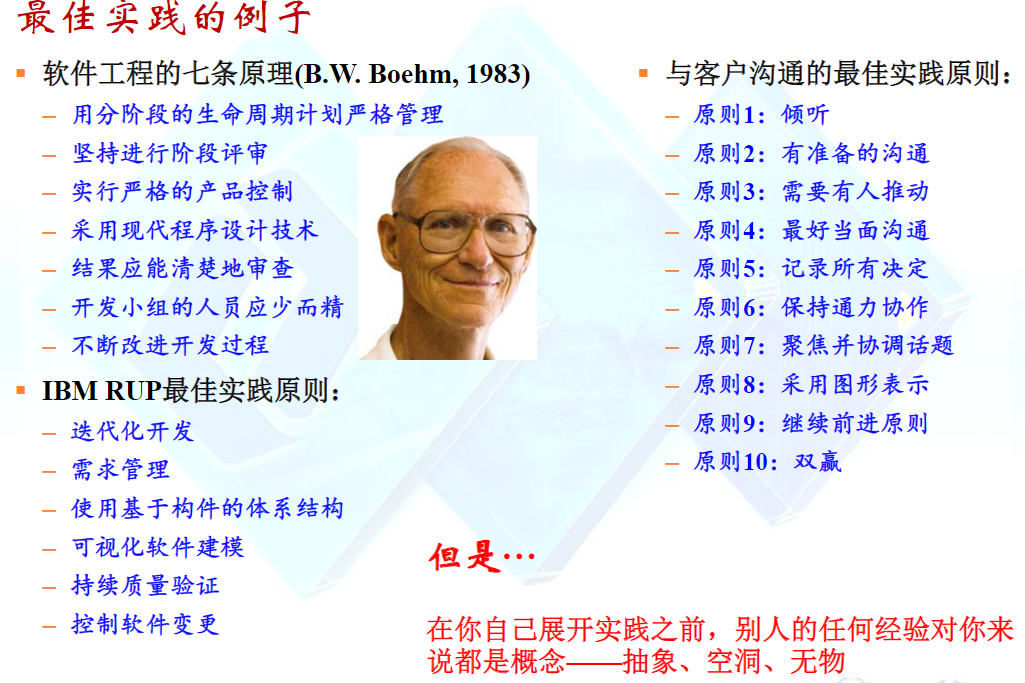 最佳实践的例子
软件工程的七条原理(B.W. Boehm, 1983)
– 用分阶段的生命周期计划严格管理
– 坚持进行阶段评审
– 实行严格的产品控制
– 采用现代程序设计技术
– 结果应能清楚地审查
– 开发小组的人员应少而精
– 不断改进开发过程
IBM RUP最佳实践原则：
– 迭代化开发
– 需求管理
– 使用基于构件的体系结构
– 可视化软件建模
– 持续质量验证
– 控制软件变更
与客户沟通的最佳实践原则：
– 原则1：倾听
– 原则2：有准备的沟通
– 原则3：需要有人推动
– 原则4：最好当面沟通
– 原则5：记录所有决定
– 原则6：保持通力协作
– 原则7：聚焦并协调话题
– 原则8：采用图形表示
– 原则9：继续前进原则
– 原则10：双赢
但是…
在你自己展开实践之前，别人的任何经验对你来
说都是概念——抽象、空洞、无物